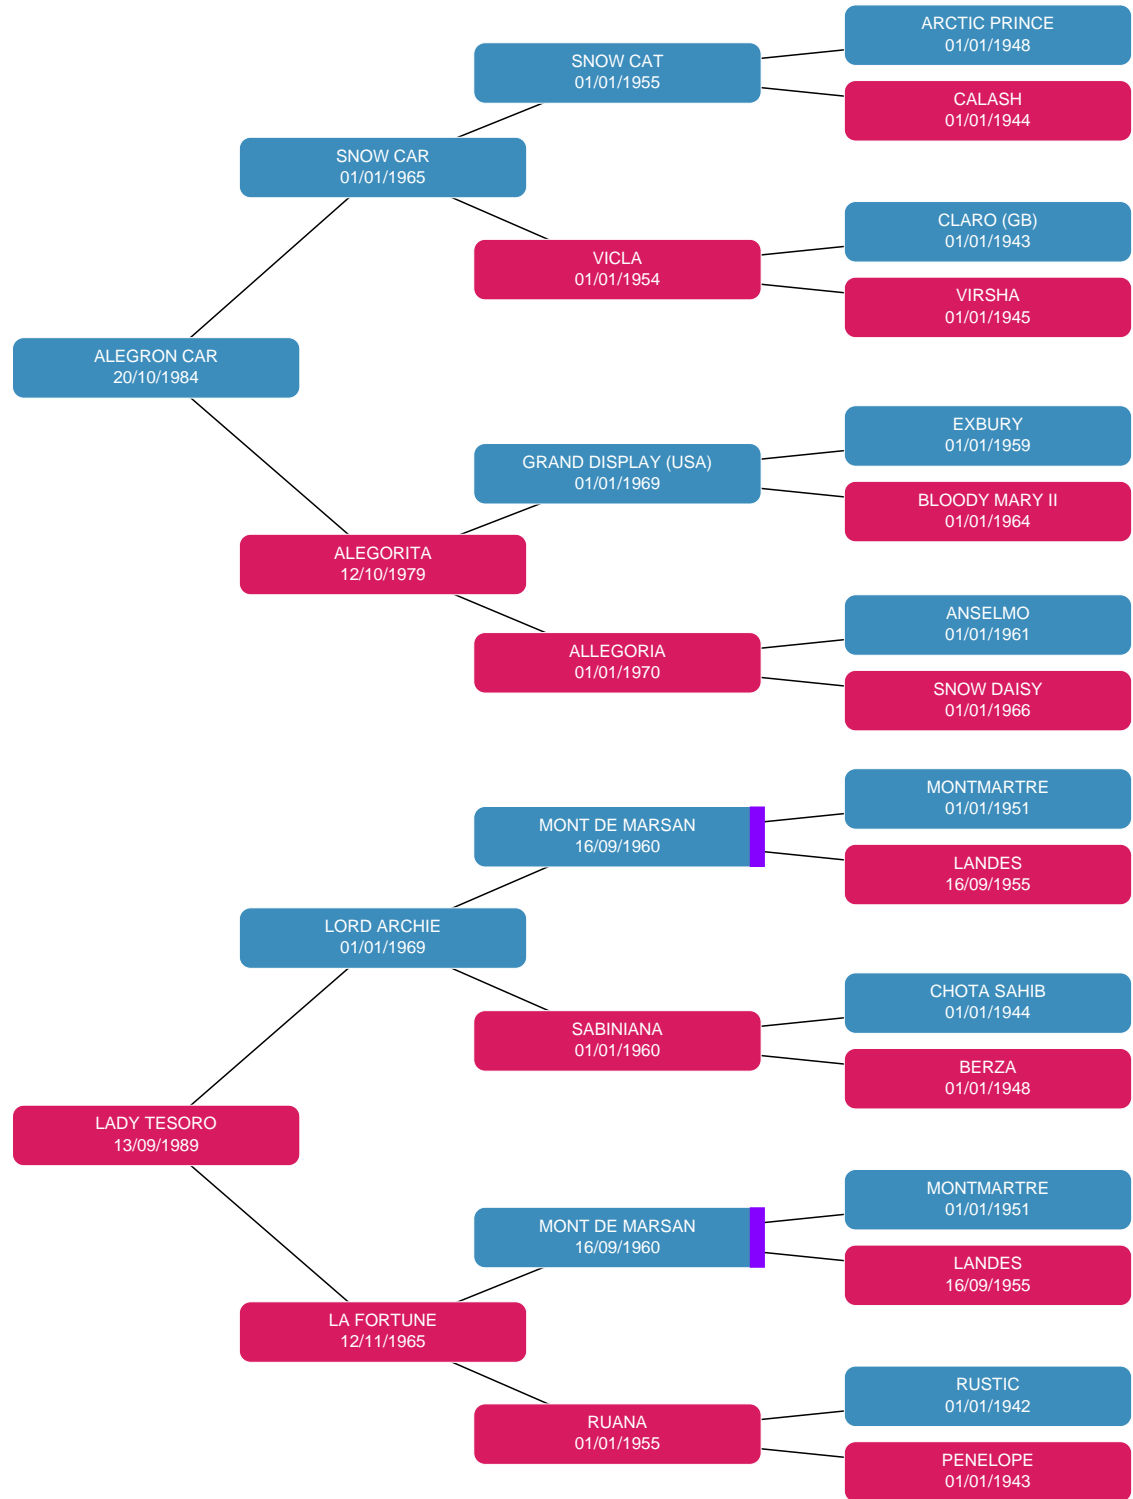 ARCTIC PRINCE
01/01/1948
SNOW CAT
01/01/1955
CALASH
01/01/1944
SNOW CAR
01/01/1965
CLARO (GB)
01/01/1943
VICLA
01/01/1954
VIRSHA
01/01/1945
ALEGRON CAR
20/10/1984
EXBURY
01/01/1959
GRAND DISPLAY (USA)
01/01/1969
BLOODY MARY II
01/01/1964
ALEGORITA
12/10/1979
ANSELMO
01/01/1961
ALLEGORIA
01/01/1970
SNOW DAISY
01/01/1966
MONTMARTRE
01/01/1951
MONT DE MARSAN
16/09/1960
LANDES
16/09/1955
LORD ARCHIE
01/01/1969
CHOTA SAHIB
01/01/1944
SABINIANA
01/01/1960
BERZA
01/01/1948
LADY TESORO
13/09/1989
MONTMARTRE
01/01/1951
MONT DE MARSAN
16/09/1960
LANDES
16/09/1955
LA FORTUNE
12/11/1965
RUSTIC
01/01/1942
RUANA
01/01/1955
PENELOPE
01/01/1943